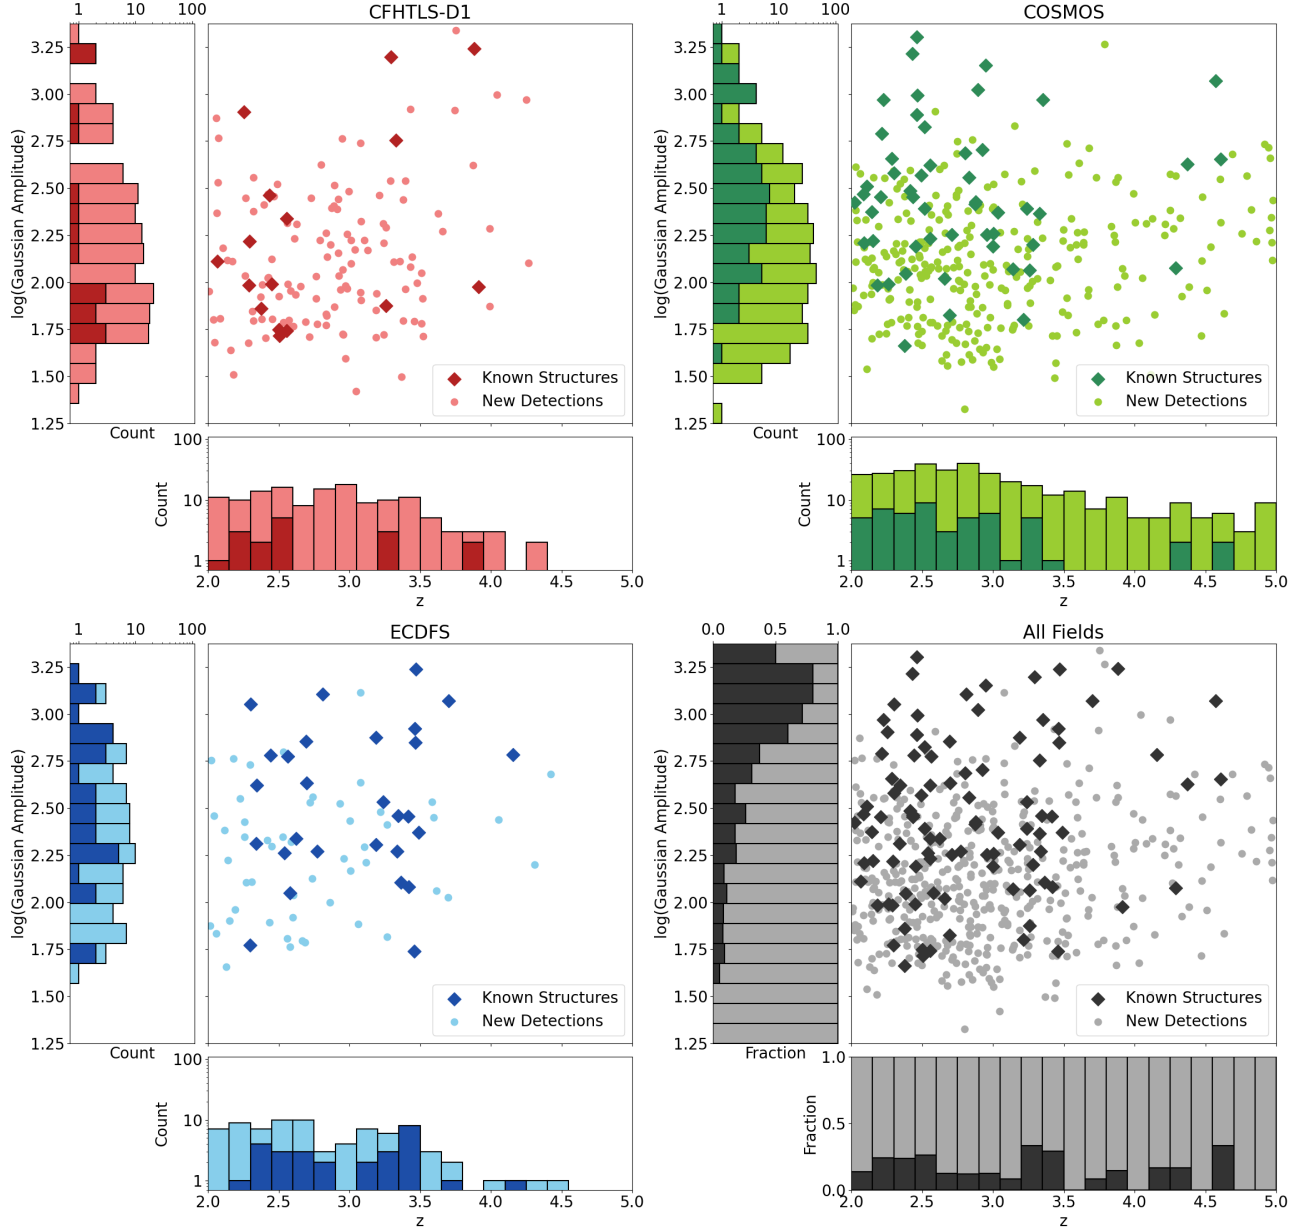 1 10 100 CFHTLS-D1
3.25
3.00
2.75
2.50
2.25
2.00
1.75
1.50
1.25
log(Gaussian Amplitude)
Known Structures
New Detections
Count
100
10
1
Count
2.0 2.5 3.0 3.5 4.0 4.5 5.0
z
1 10 100 COSMOS
3.25
3.00
2.75
2.50
2.25
2.00
1.75
1.50
1.25
log(Gaussian Amplitude)
Known Structures
New Detections
Count
100
10
1
Count
2.0 2.5 3.0 3.5 4.0 4.5 5.0
z
1 10 100 ECDFS
3.25
3.00
2.75
2.50
2.25
2.00
1.75
1.50
1.25
log(Gaussian Amplitude)
Known Structures
New Detections
Count
100
10
1
Count
2.0 2.5 3.0 3.5 4.0 4.5 5.0
z
0.0 0.5 1.0 All Fields
3.25
3.00
2.75
2.50
2.25
2.00
1.75
1.50
1.25
log(Gaussian Amplitude)
Known Structures
New Detections
Fraction
1.0
0.5
0.0
Fraction
2.0 2.5 3.0 3.5 4.0 4.5 5.0
z